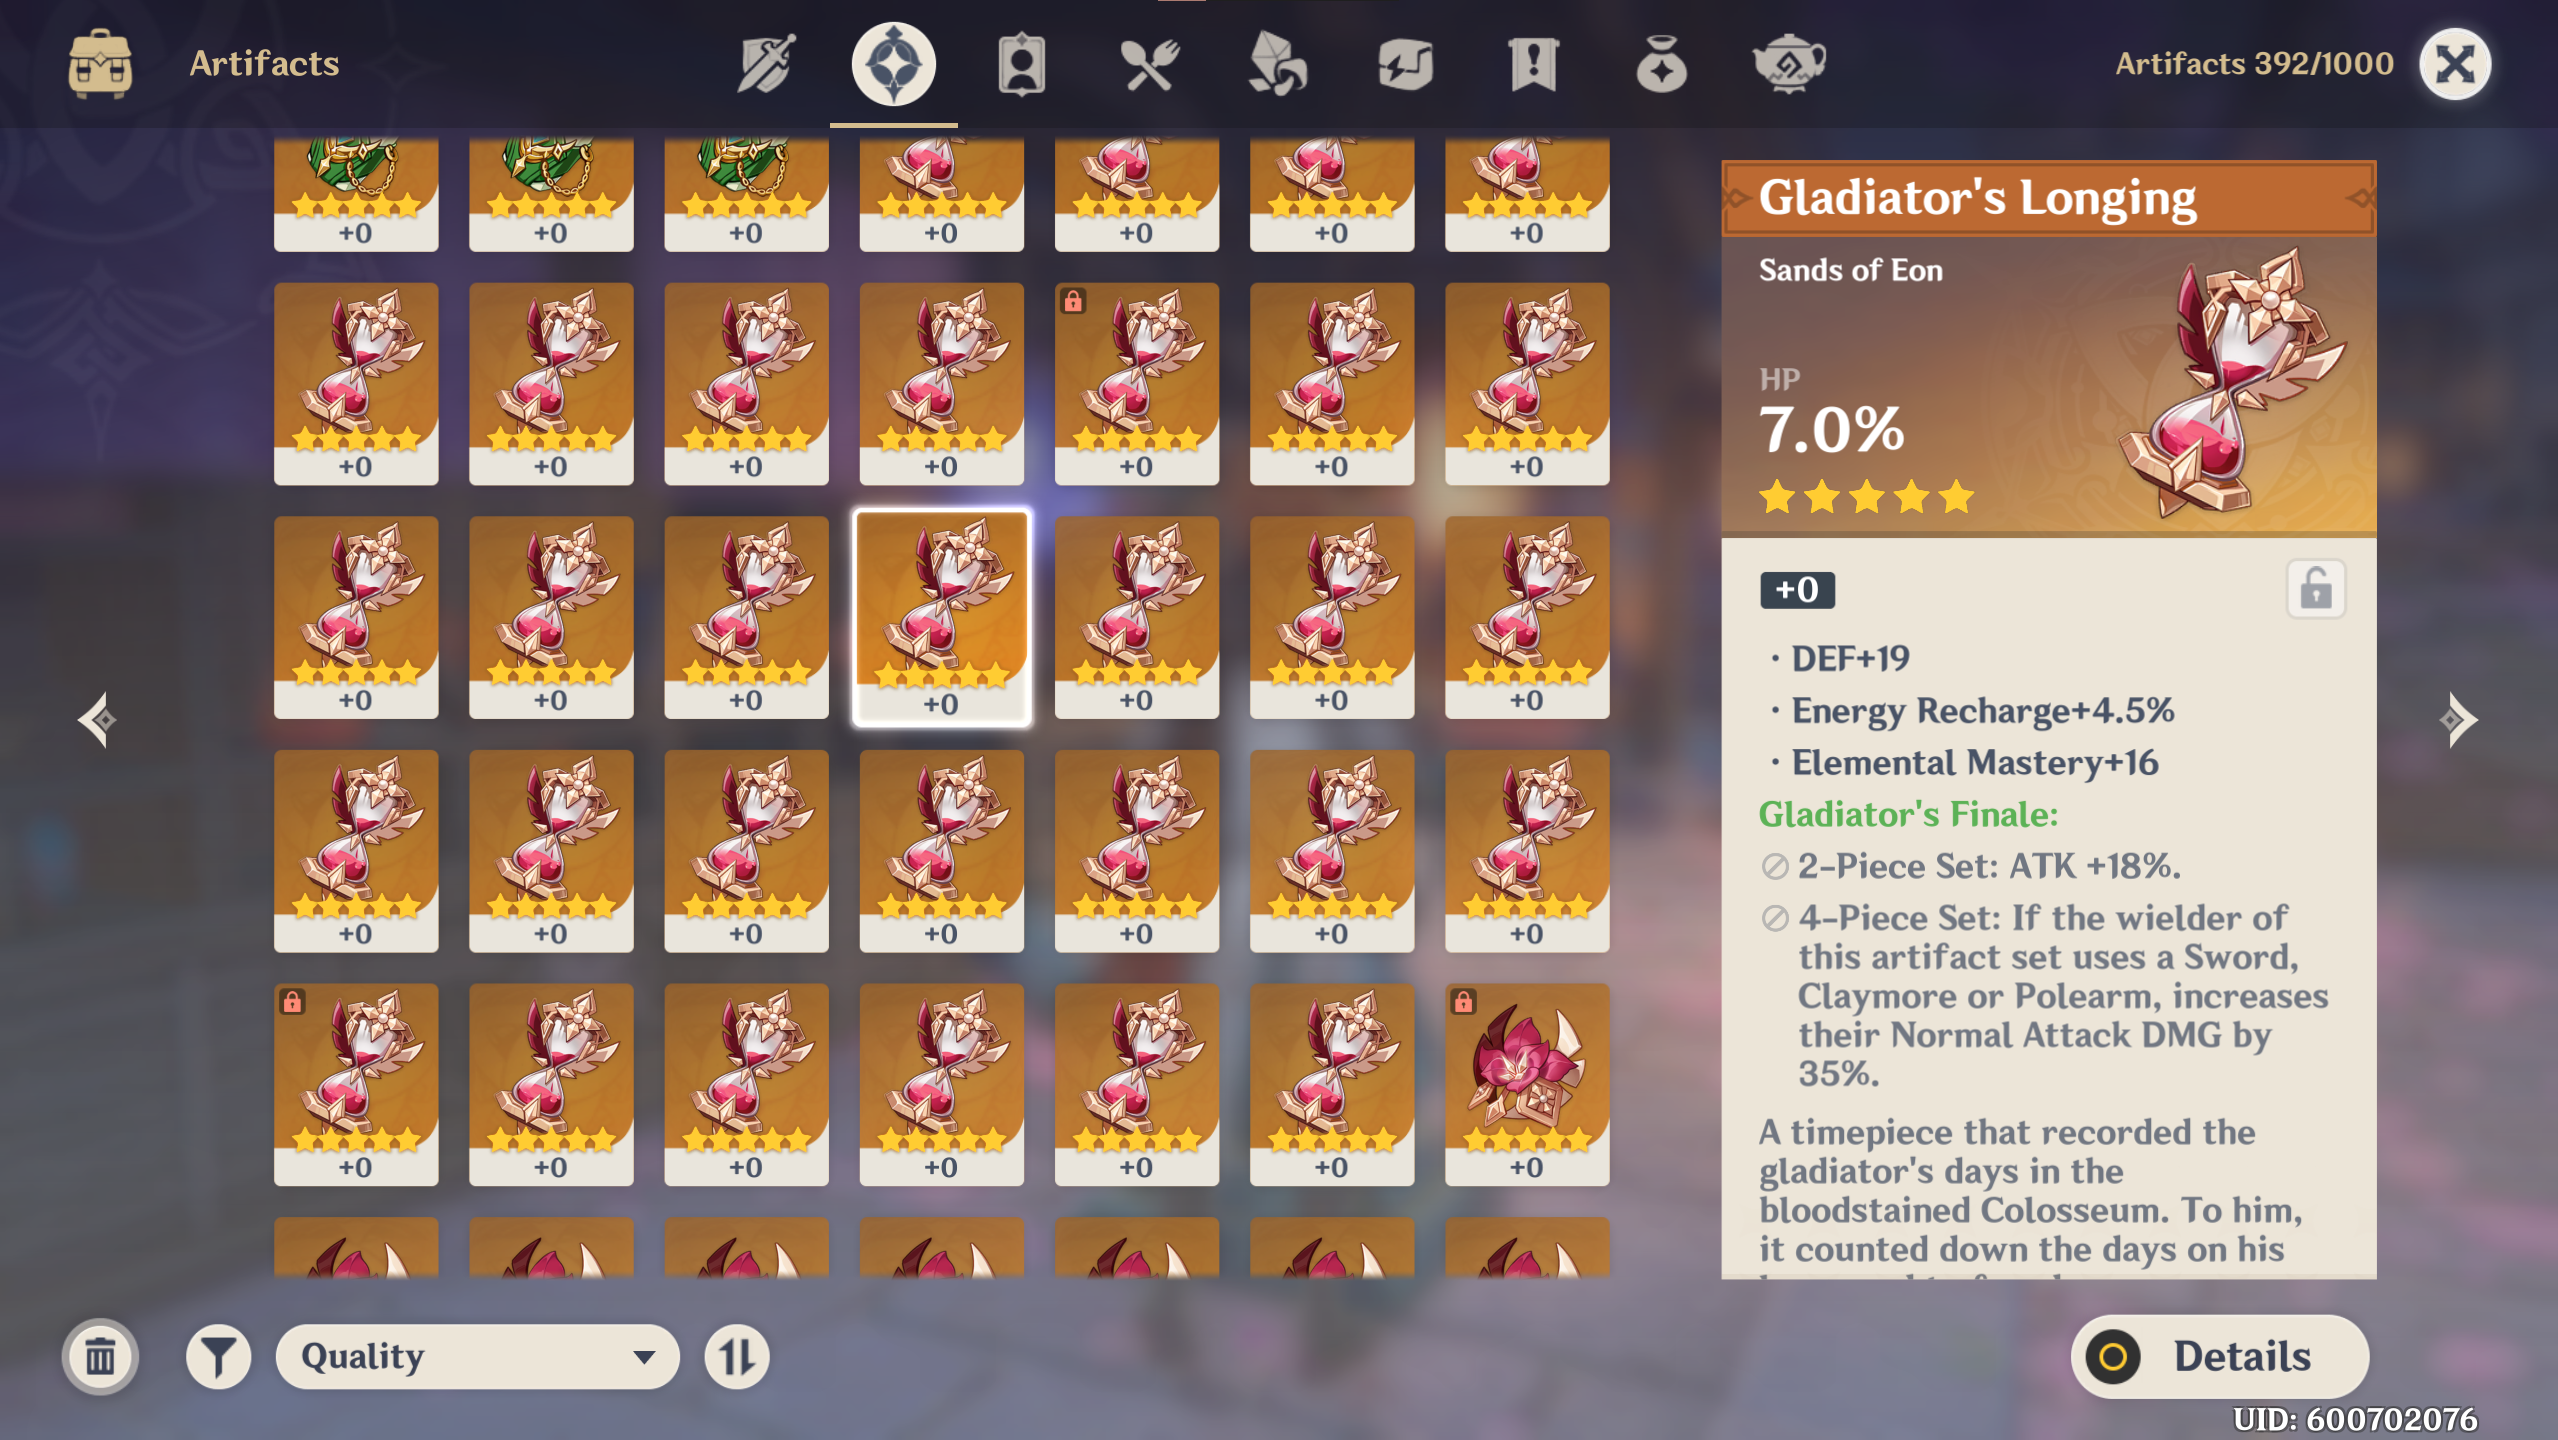 Artifacts
Artifacts 392/1000
+0 +0 +0 +0 +0 +0 +0
+0 +0 +0 +0 +0 +0 +0
+0 +0 +0 +0 +0 +0 +0
+0 +0 +0 +0 +0 +0 +0
+0 +0 +0 +0 +0 +0 +0
Gladiator's Longing
Sands of Eon
HP
7.0%
+0
· DEF+19
· Energy Recharge+4.5%
· Elemental Mastery+16
Gladiator's Finale:
2-Piece Set: ATK +18%.
4-Piece Set: If the wielder of
this artifact set uses a Sword,
Claymore or Polearm, increases
their Normal Attack DMG by
35%.
A timepiece that recorded the
gladiator's days in the
bloodstained Colosseum. To him,
it counted down the days on his
Quality
Details
UID: 600702076